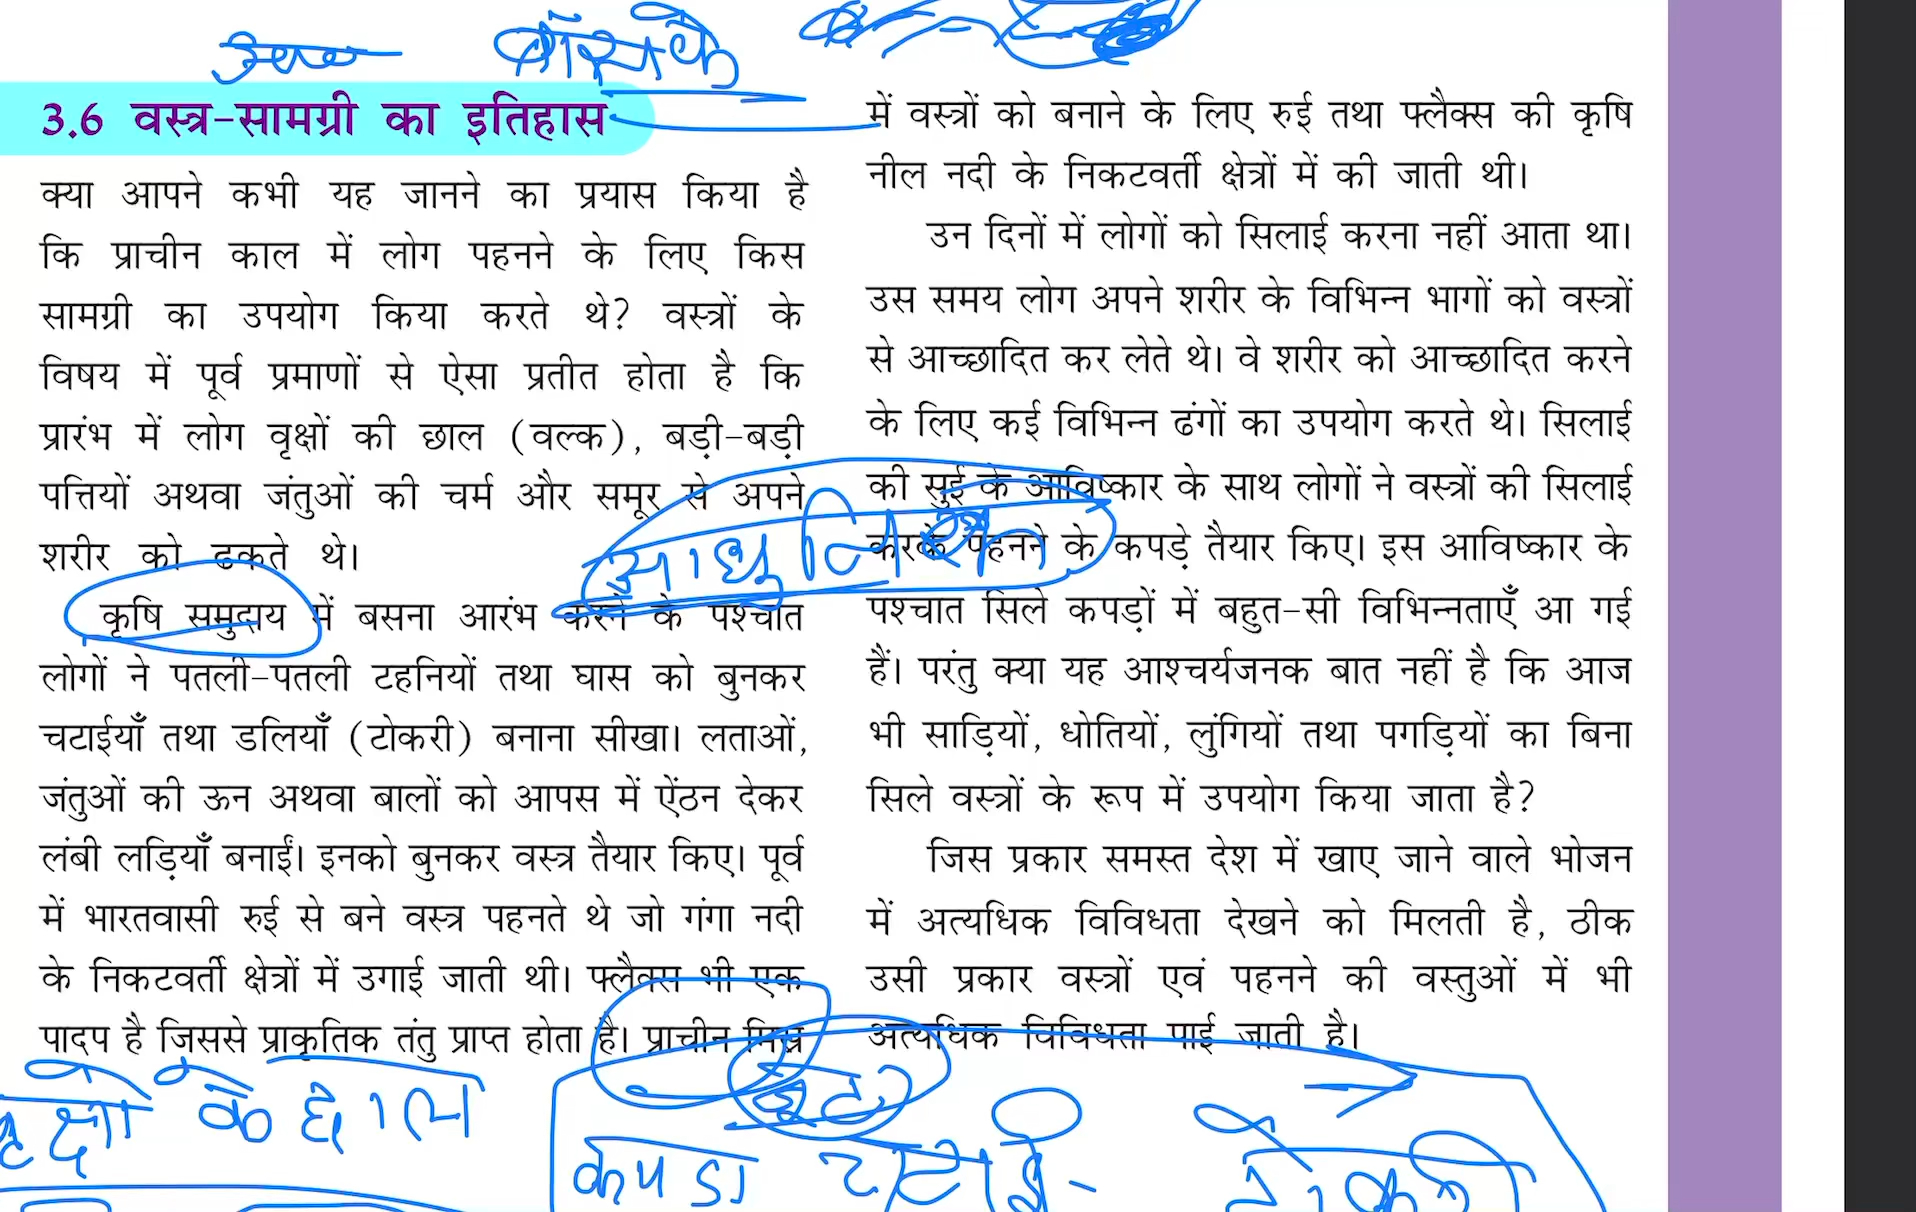 3.6 वस्त्र-सामग्री का इतिहास
क्या आपने कभी यह जानने का प्रयास किया है
कि प्राचीन काल में लोग पहनने के लिए किस
सामग्री का उपयोग किया करते थे? वस्त्रों के
विषय में पूर्व प्रमाणों से ऐसा प्रतीत होता है कि
प्रारंभ में लोग वृक्षों की छाल (वल्क), बड़ी-बड़ी
पत्तियों अथवा जंतुओं की चर्म और समूर से अपने
शरीर को ढकते थे।
कृषि समुदाय में बसना आरंभ करने के पश्चात
लोगों ने पतली-पतली टहनियों तथा घास को बुनकर
चटाईयाँ तथा डलियाँ (टोकरी) बनाना सीखा। लताओं,
जंतुओं की ऊन अथवा बालों को आपस में ऐंठन देकर
लंबी लड़ियाँ बनाईं। इनको बुनकर वस्त्र तैयार किए। पूर्व
में भारतवासी रुई से बने वस्त्र पहनते थे जो गंगा नदी
के निकटवर्ती क्षेत्रों में उगाई जाती थी। फ्लैक्स भी एक
पादप है जिससे प्राकृतिक तंतु प्राप्त होता है। प्राचीन मिस्र
में वस्त्रों को बनाने के लिए रुई तथा फ्लैक्स की कृषि
नील नदी के निकटवर्ती क्षेत्रों में की जाती थी।
उन दिनों में लोगों को सिलाई करना नहीं आता था।
उस समय लोग अपने शरीर के विभिन्न भागों को वस्त्रों
से आच्छादित कर लेते थे। वे शरीर को आच्छादित करने
के लिए कई विभिन्न ढंगों का उपयोग करते थे। सिलाई
की सुई के आविष्कार के साथ लोगों ने वस्त्रों की सिलाई
करके पहनने के कपड़े तैयार किए। इस आविष्कार के
पश्चात सिले कपड़ों में बहुत-सी विभिन्नताएँ आ गई
हैं। परंतु क्या यह आश्चर्यजनक बात नहीं है कि आज
भी साड़ियों, धोतियों, लुंगियों तथा पगड़ियों का बिना
सिले वस्त्रों के रूप में उपयोग किया जाता है?
जिस प्रकार समस्त देश में खाए जाने वाले भोजन
में अत्यधिक विविधता देखने को मिलती है, ठीक
उसी प्रकार वस्त्रों एवं पहनने की वस्तुओं में भी
अत्यधिक विविधता पाई जाती है।
आधुनिक
के छाल
जूट
कपडा चटाई - टोकरी